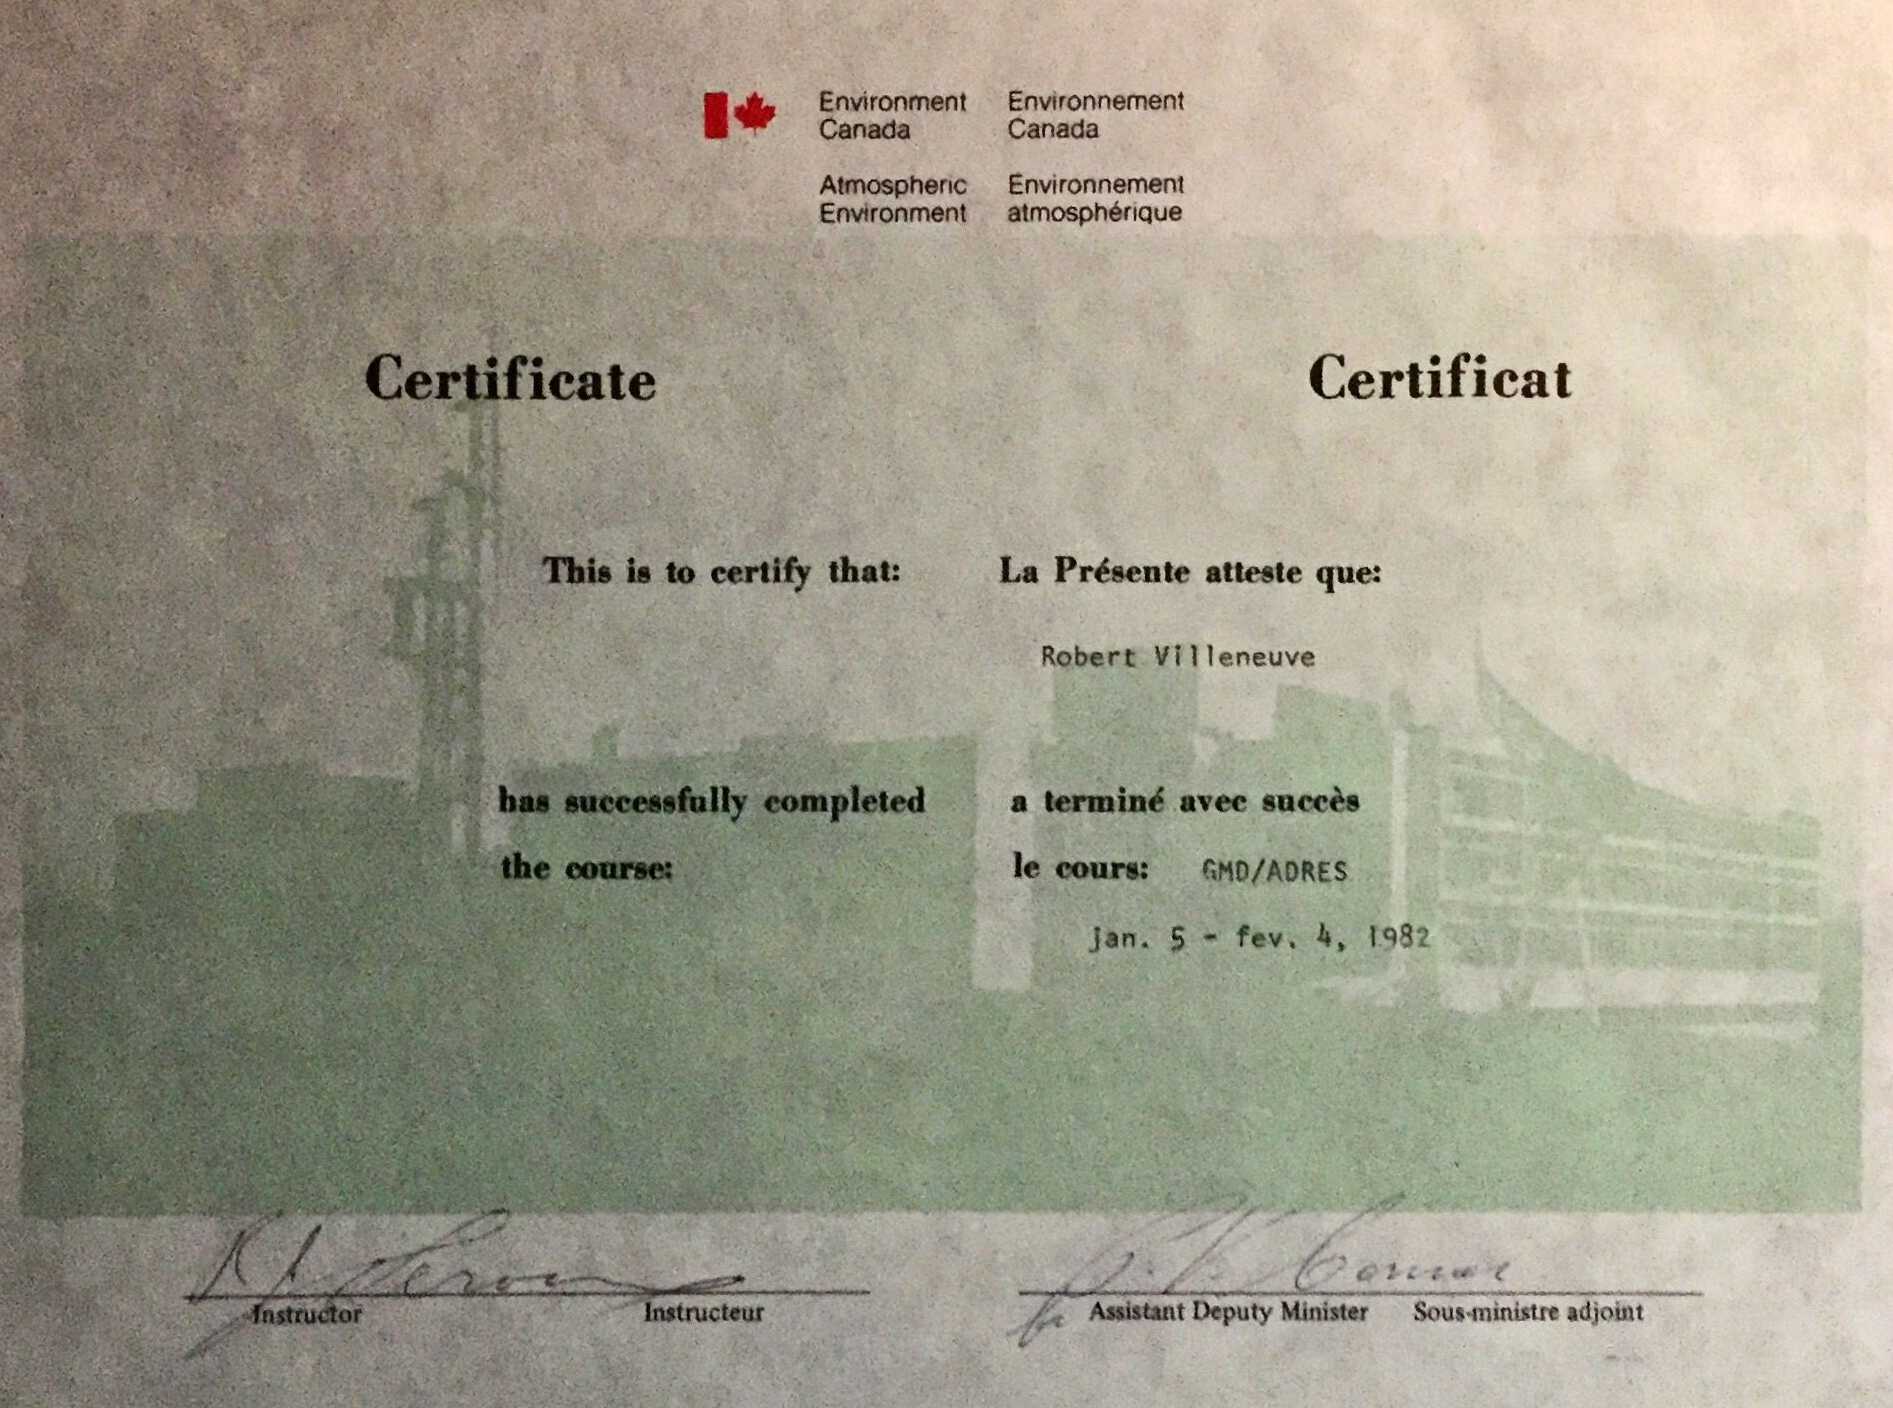 Environment Canada
Environnement Canada
Atmospheric Environment
Environnement atmosphérique
Certificate
Certificat
This is to certify that:
La Présente atteste que:
Robert Villeneuve
has successfully completed
a terminé avec succès
the course:
le cours: GMD/ADRES
jan. 5 - fev. 4, 1982
Instructor Instructeur
Assistant Deputy Minister Sous-ministre adjoint